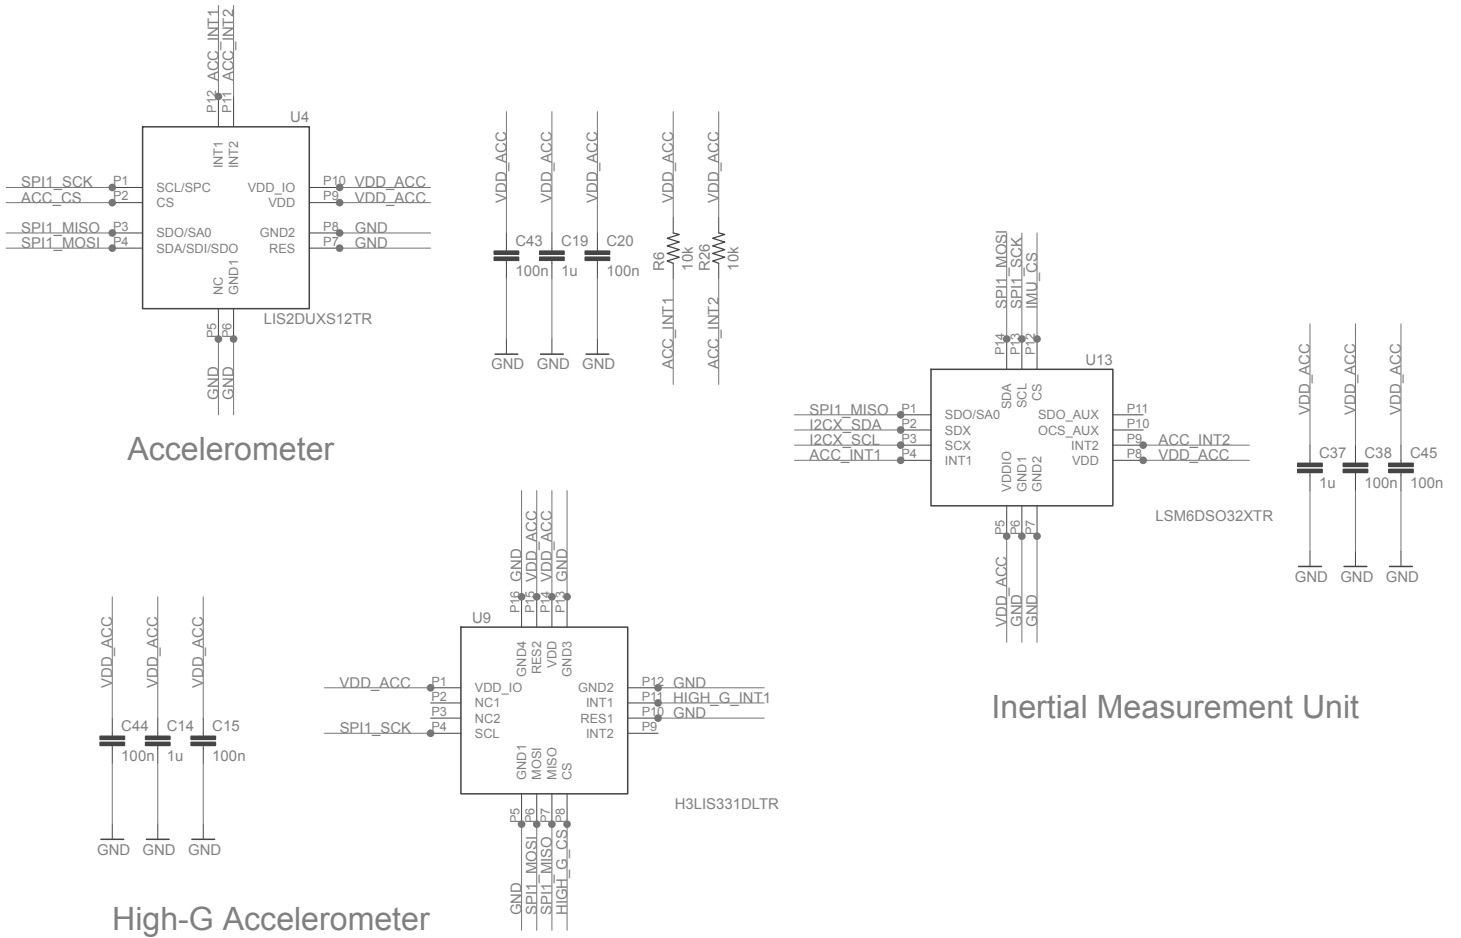 ACC_INT1
ACC_INT2
P12
P11
U4
INT1
INT2
SPI1_SCK P1 SCL/SPC VDD_IO P10 VDD_ACC
ACC_CS P2 CS VDD P9 VDD_ACC
SPI1_MISO P3 SDO/SA0 GND2 P8 GND
SPI1_MOSI P4 SDA/SDI/SDO RES P7 GND
NC
GND1
LIS2DUXS12TR
P5
P6
GND
GND
Accelerometer
VDD_ACC
VDD_ACC
VDD_ACC
VDD_ACC
VDD_ACC
C43 C19 C20
100n 1u 100n
R6
10k
R26
10k
ACC_INT1
ACC_INT2
GND GND GND
SPI1_MOSI
SPI1_SCK
IMU_CS
P14
P13
P12
U13
SDA
SCL
CS
SPI1_MISO P1 SDO/SA0 SDO_AUX P11
I2CX_SDA P2 SDX OCS_AUX P10
I2CX_SCL P3 SCX INT2 P9 ACC_INT2
ACC_INT1 P4 INT1 VDD P8 VDD_ACC
VDDIO
GND1
GND2
LSM6DSO32XTR
P5
P6
P7
VDD_ACC
GND
GND
VDD_ACC
VDD_ACC
VDD_ACC
C37 C38 C45
1u 100n 100n
GND GND GND
Inertial Measurement Unit
GND
VDD_ACC
VDD_ACC
GND
P16
P15
P14
P13
U9
GND4
RES2
VDD
GND3
VDD_ACC P1 VDD_IO GND2 P12 GND
P2 NC1 INT1 P11 HIGH_G_INT1
P3 NC2 RES1 P10 GND
SPI1_SCK P4 SCL INT2 P9
GND1
MOSI
MISO
CS
H3LIS331DLTR
P5
P6
P7
P8
GND
SPI1_MOSI
SPI1_MISO
HIGH_G_CS
VDD_ACC
VDD_ACC
VDD_ACC
C44 C14 C15
100n 1u 100n
GND GND GND
High-G Accelerometer